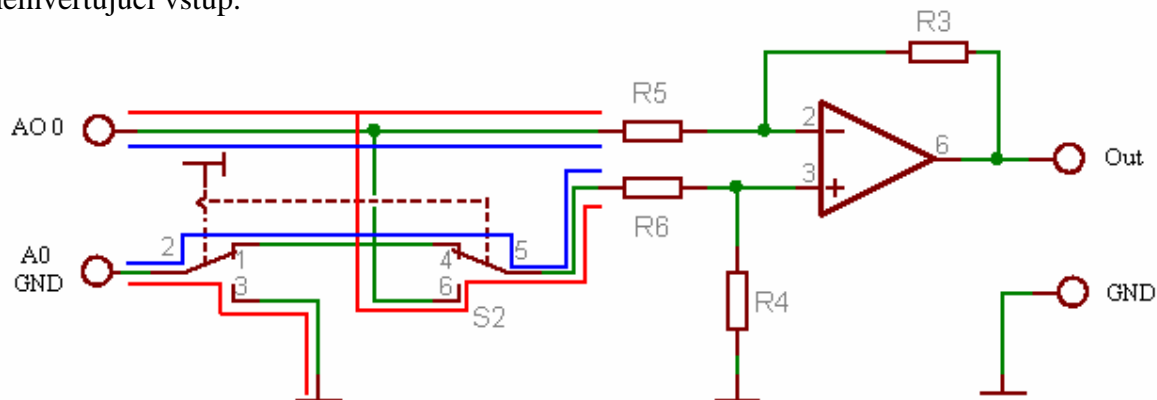 neinvertujúci vstup.
R3
R5
AO 0
2
6
Out
3
R6
A0
GND
2
1
4
5
3
6
S2
R4
GND